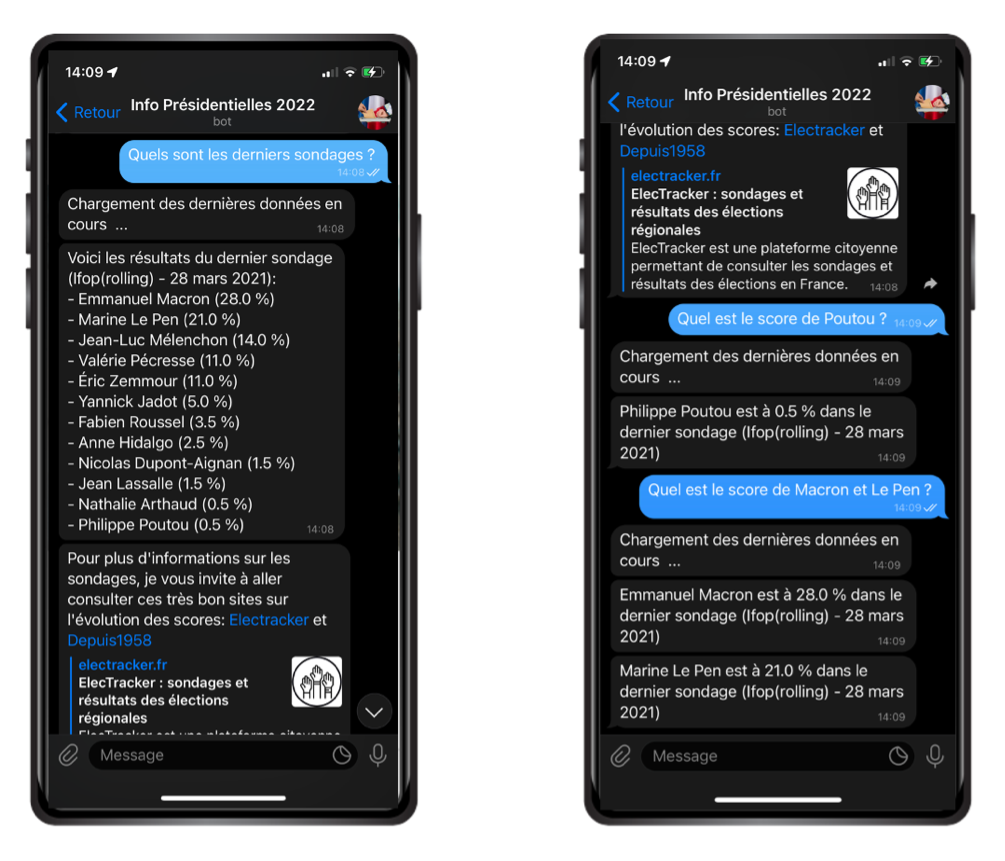 14:09
Retour
Info Présidentielles 2022
bot
Quels sont les derniers sondages ?
14:08
Chargement des dernières données en
cours ...
14:08
Voici les résultats du dernier sondage
(Ifop(rolling) - 28 mars 2021):
- Emmanuel Macron (28.0 %)
- Marine Le Pen (21.0 %)
- Jean-Luc Mélenchon (14.0 %)
- Valérie Pécresse (11.0 %)
- Éric Zemmour (11.0 %)
- Yannick Jadot (5.0 %)
- Fabien Roussel (3.5 %)
- Anne Hidalgo (2.5 %)
- Nicolas Dupont-Aignan (1.5 %)
- Jean Lassalle (1.5 %)
- Nathalie Arthaud (0.5 %)
- Philippe Poutou (0.5 %)
14:08
Pour plus d'informations sur les
sondages, je vous invite à aller
consulter ces très bon sites sur
l'évolution des scores: Electracker et
Depuis1958
electracker.fr
ElecTracker : sondages et
résultats des élections
régionales
ElecTracker est une plateforme citoyenne
Message
14:09
Retour
Info Présidentielles 2022
bot
l'évolution des scores: Electracker et
Depuis1958
electracker.fr
ElecTracker : sondages et
résultats des élections
régionales
ElecTracker est une plateforme citoyenne
permettant de consulter les sondages et
résultats des élections en France.
14:08
Quel est le score de Poutou ?
14:09
Chargement des dernières données en
cours ...
14:09
Philippe Poutou est à 0.5 % dans le
dernier sondage (Ifop(rolling) - 28 mars
2021)
14:09
Quel est le score de Macron et Le Pen ?
14:09
Chargement des dernières données en
cours ...
14:09
Emmanuel Macron est à 28.0 % dans le
dernier sondage (Ifop(rolling) - 28 mars
2021)
14:09
Marine Le Pen est à 21.0 % dans le
dernier sondage (Ifop(rolling) - 28 mars
2021)
14:09
Message